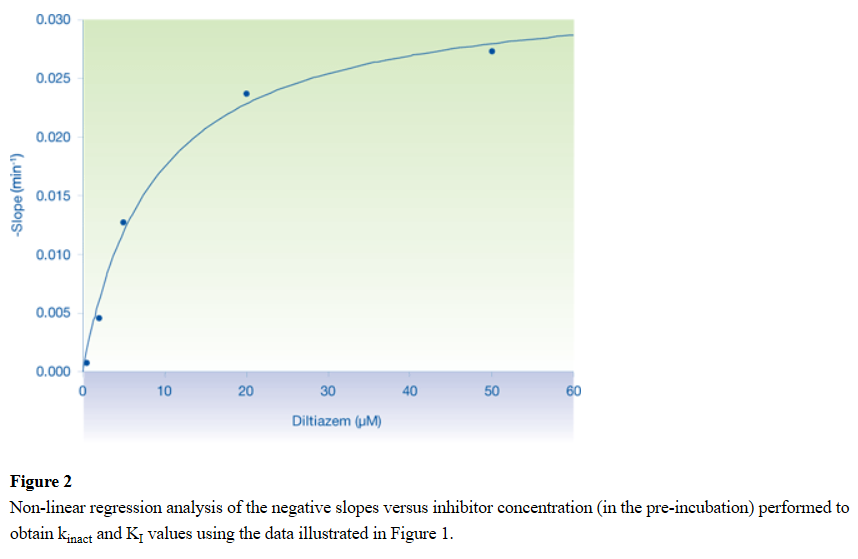 0.030
0.025
0.020
0.015
0.010
0.005
0.000
-Slope (min⁻¹)
0 10 20 30 40 50 60
Diltiazem (µM)
Figure 2
Non-linear regression analysis of the negative slopes versus inhibitor concentration (in the pre-incubation) performed to
obtain kinact and KI values using the data illustrated in Figure 1.